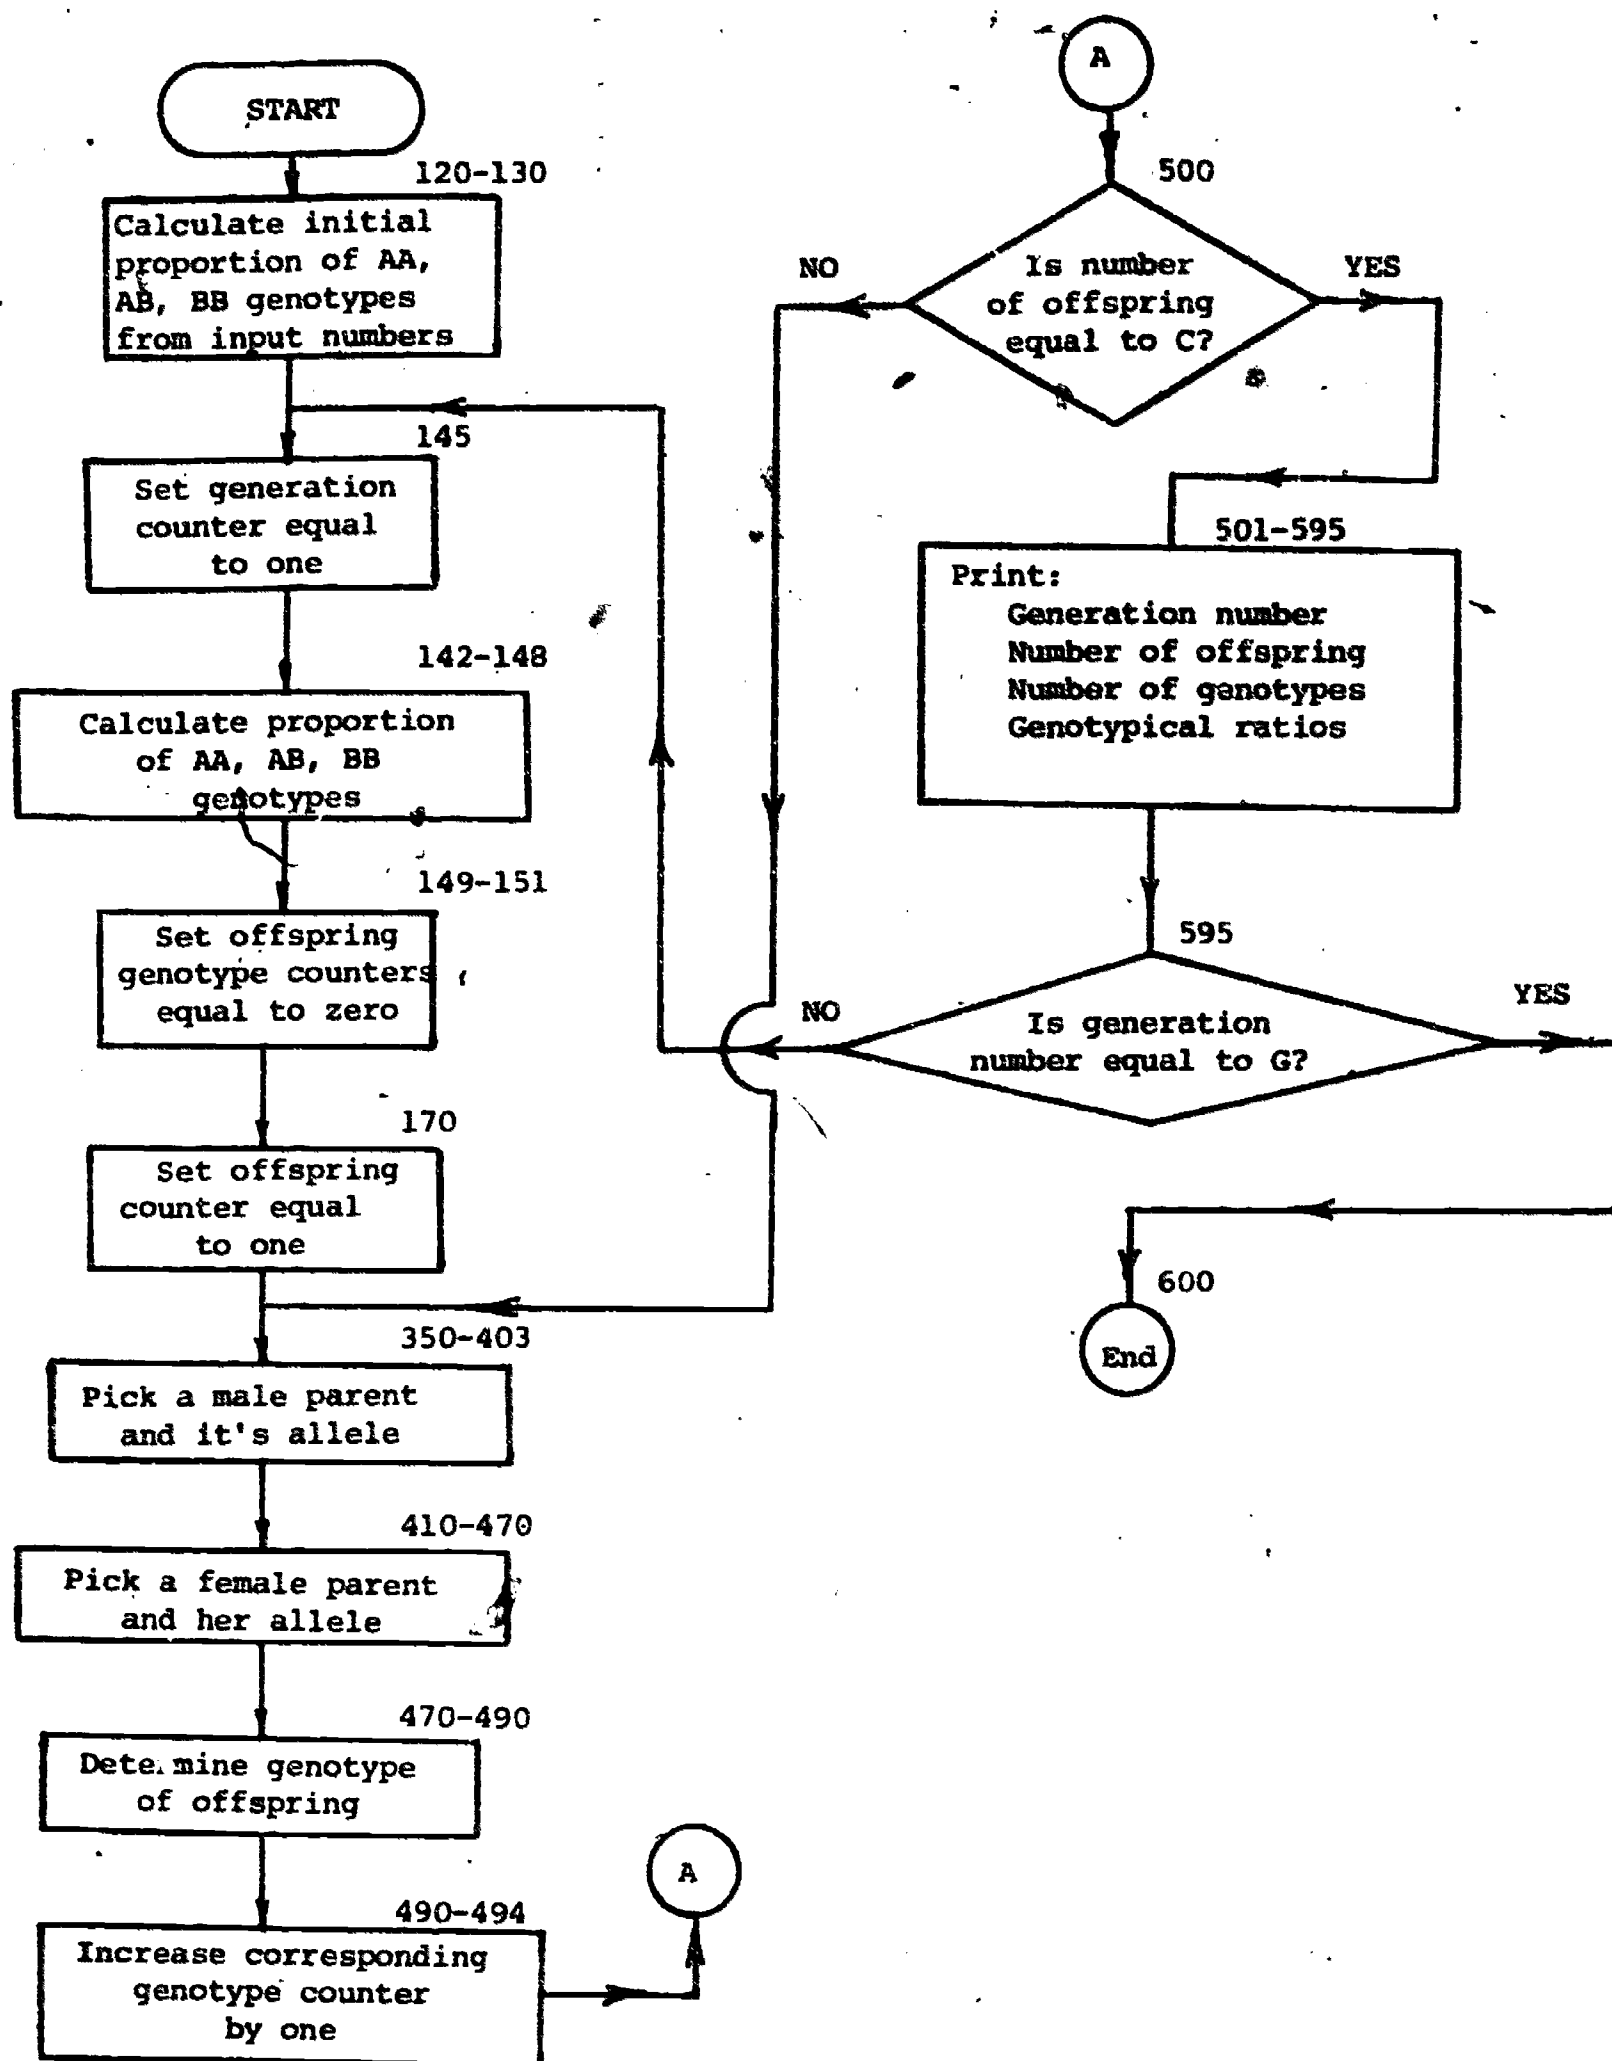 START
120-130
Calculate initial
proportion of AA,
AB, BB genotypes
from input numbers
145
Set generation
counter equal
to one
142-148
Calculate proportion
of AA, AB, BB
genotypes
149-151
Set offspring
genotype counters
equal to zero
170
Set offspring
counter equal
to one
350-403
Pick a male parent
and it's allele
410-470
Pick a female parent
and her allele
470-490
Determine genotype
of offspring
490-494
Increase corresponding
genotype counter
by one
A
A
500
Is number
of offspring
equal to C?
NO
YES
501-595
Print:
Generation number
Number of offspring
Number of genotypes
Genotypical ratios
595
Is generation
number equal to G?
NO
YES
600
End